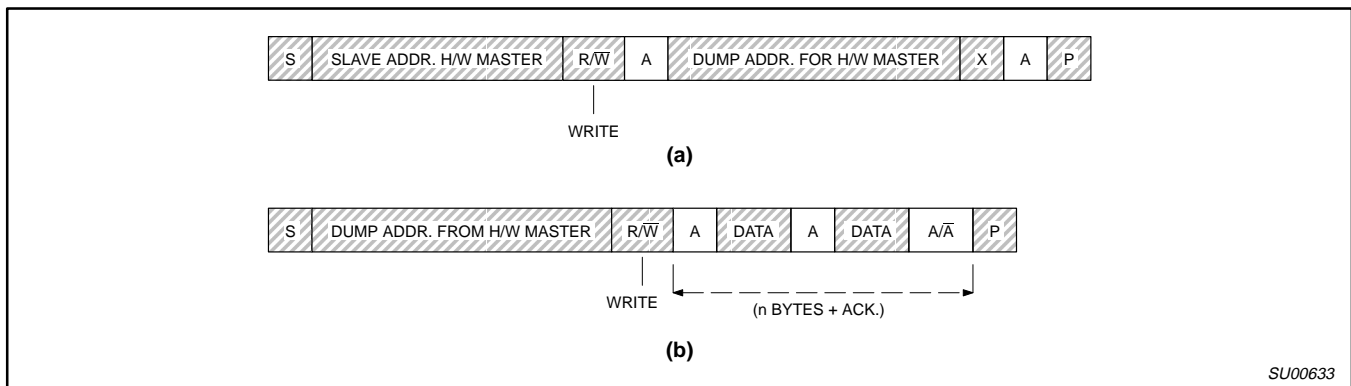 S SLAVE ADDR. H/W MASTER R/W̅ A DUMP ADDR. FOR H/W MASTER X A P
WRITE
(a)
S DUMP ADDR. FROM H/W MASTER R/W̅ A DATA A DATA A/A̅ P
WRITE
(n BYTES + ACK.)
(b)
SU00633